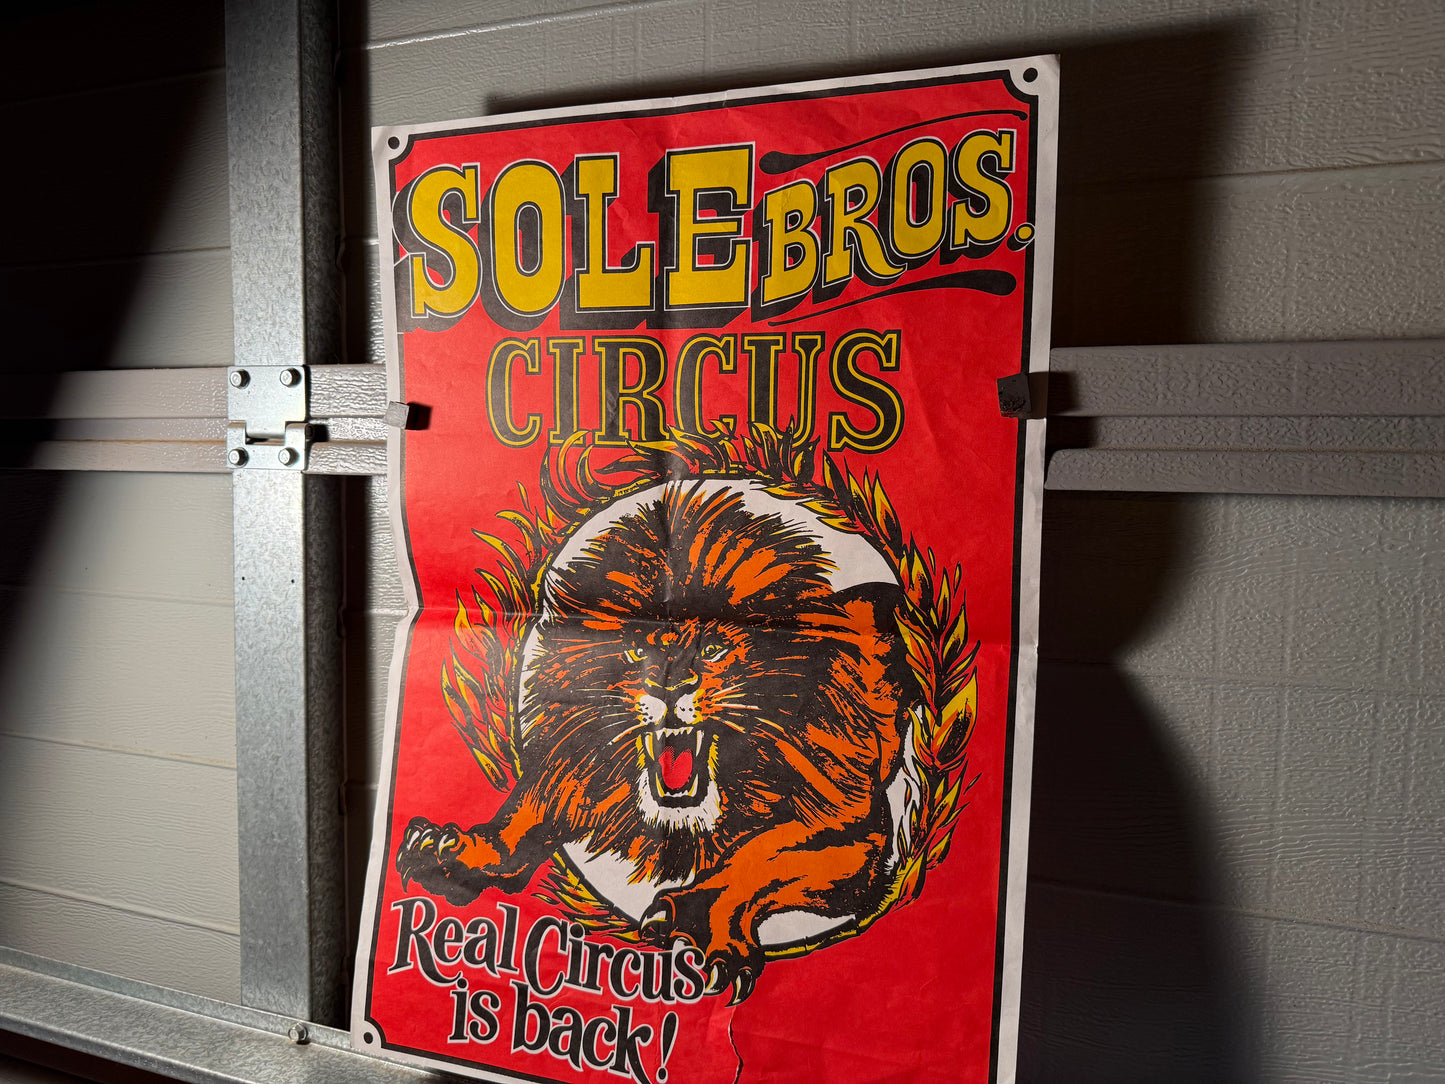 SOLE BROS.
CIRCUS
Real Circus
is back!